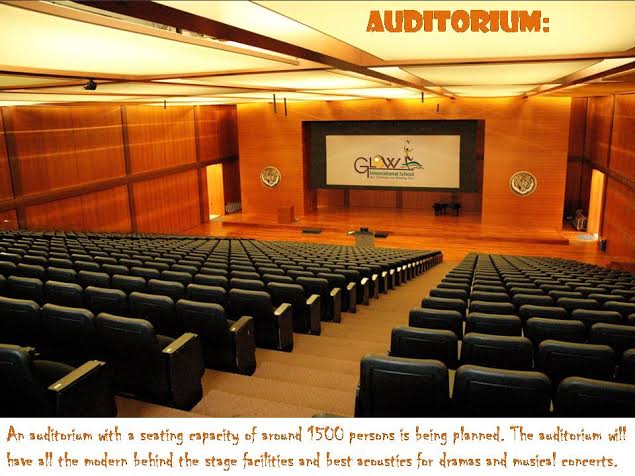 AUDITORIUM:
GLOW
International School
An auditorium with a seating capacity of around 1500 persons is being planned. The auditorium will
have all the modern behind the stage facilities and best acoustics for dramas and musical concerts.